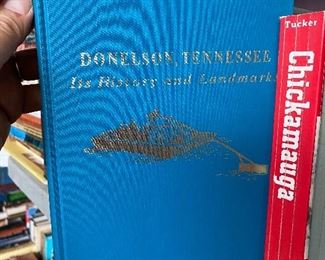 DONELSON, TENNESSEE
Its History and Landmarks
Tucker
Chickamauga